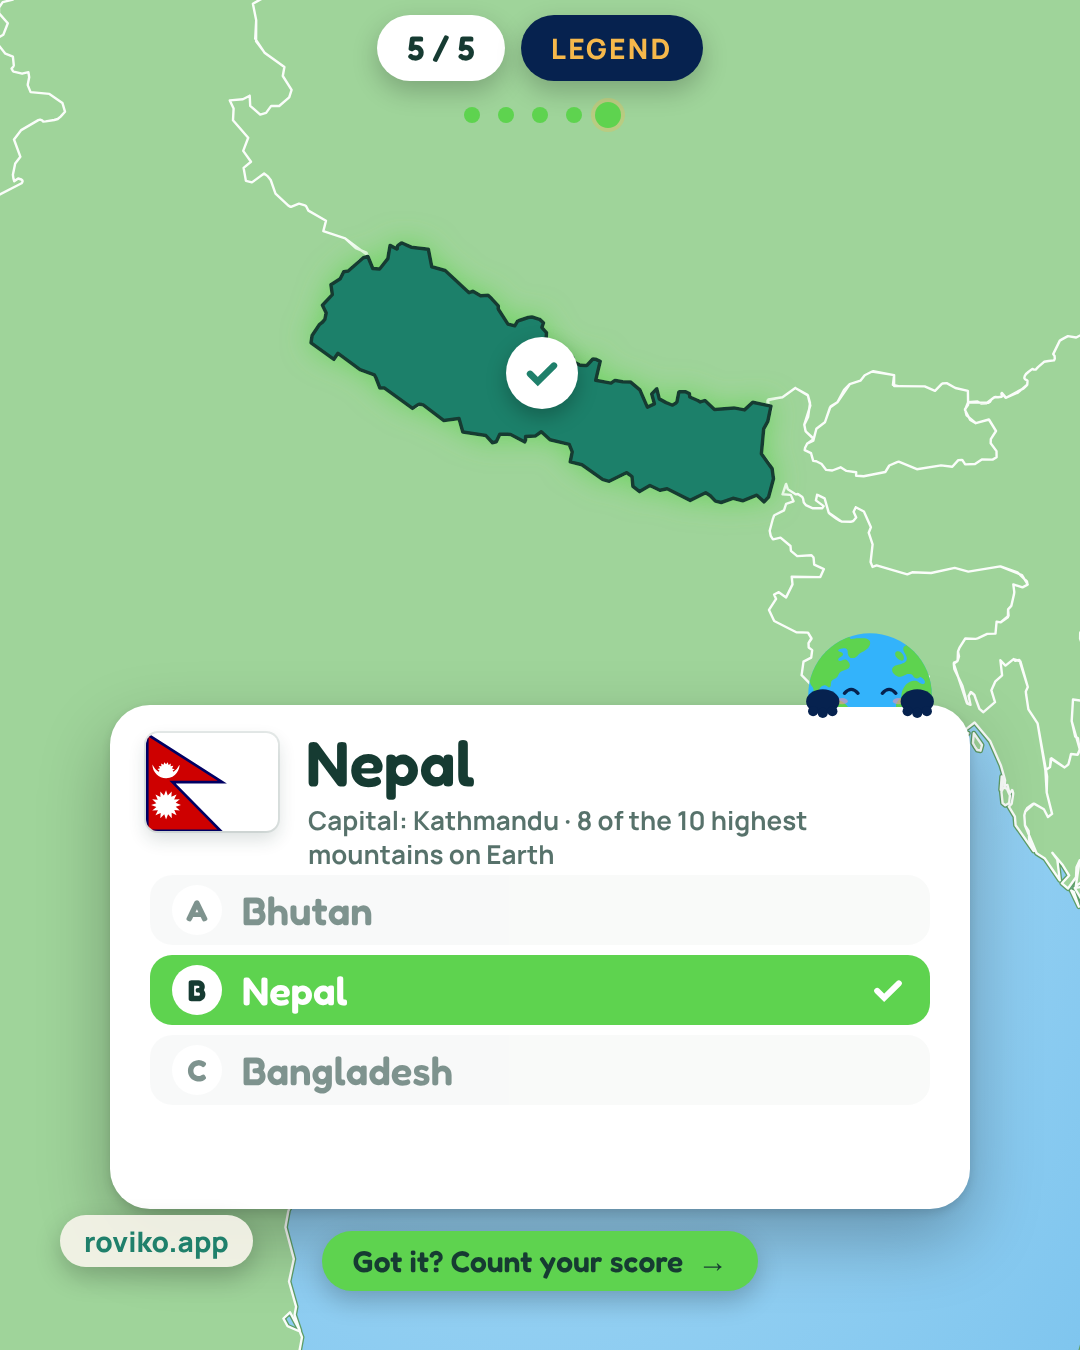 5 / 5
LEGEND
Nepal
Capital: Kathmandu · 8 of the 10 highest
mountains on Earth
A Bhutan
B Nepal
C Bangladesh
roviko.app
Got it? Count your score →